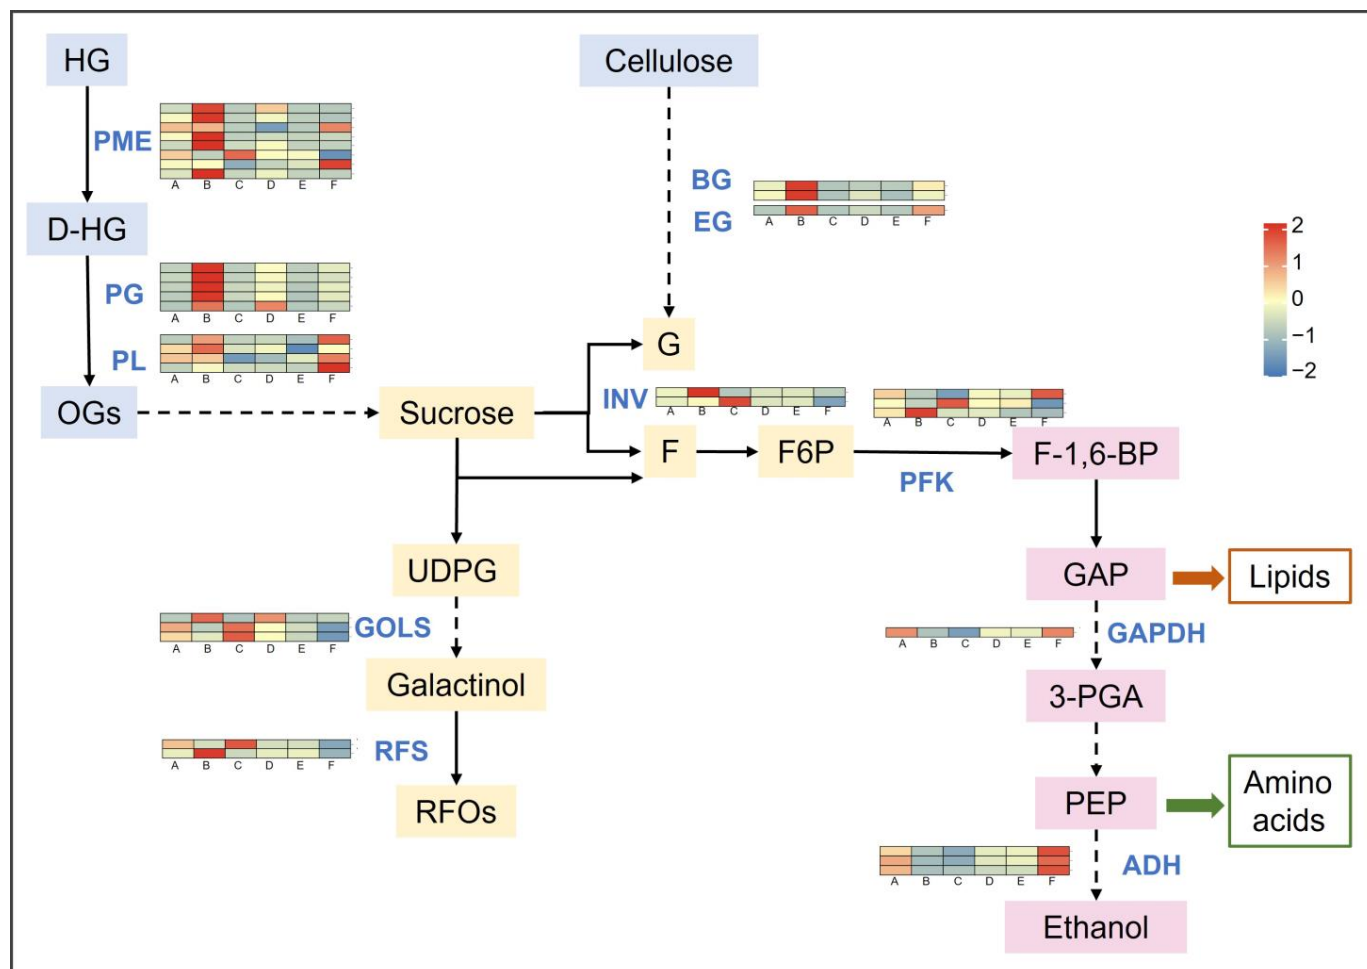 HG
Cellulose
PME
A B C D E F
BG
EG
A B C D E F
D-HG
2
1
0
−1
−2
PG
A B C D E F
PL
A B C D E F
G
OGs
Sucrose
INV
A B C D E F
A B C D E F
F
F6P
PFK
F-1,6-BP
UDPG
GAP
Lipids
GOLS
A B C D E F
GAPDH
A B C D E F
Galactinol
3-PGA
RFS
A B C D E F
RFOs
PEP
Amino
acids
ADH
A B C D E F
Ethanol